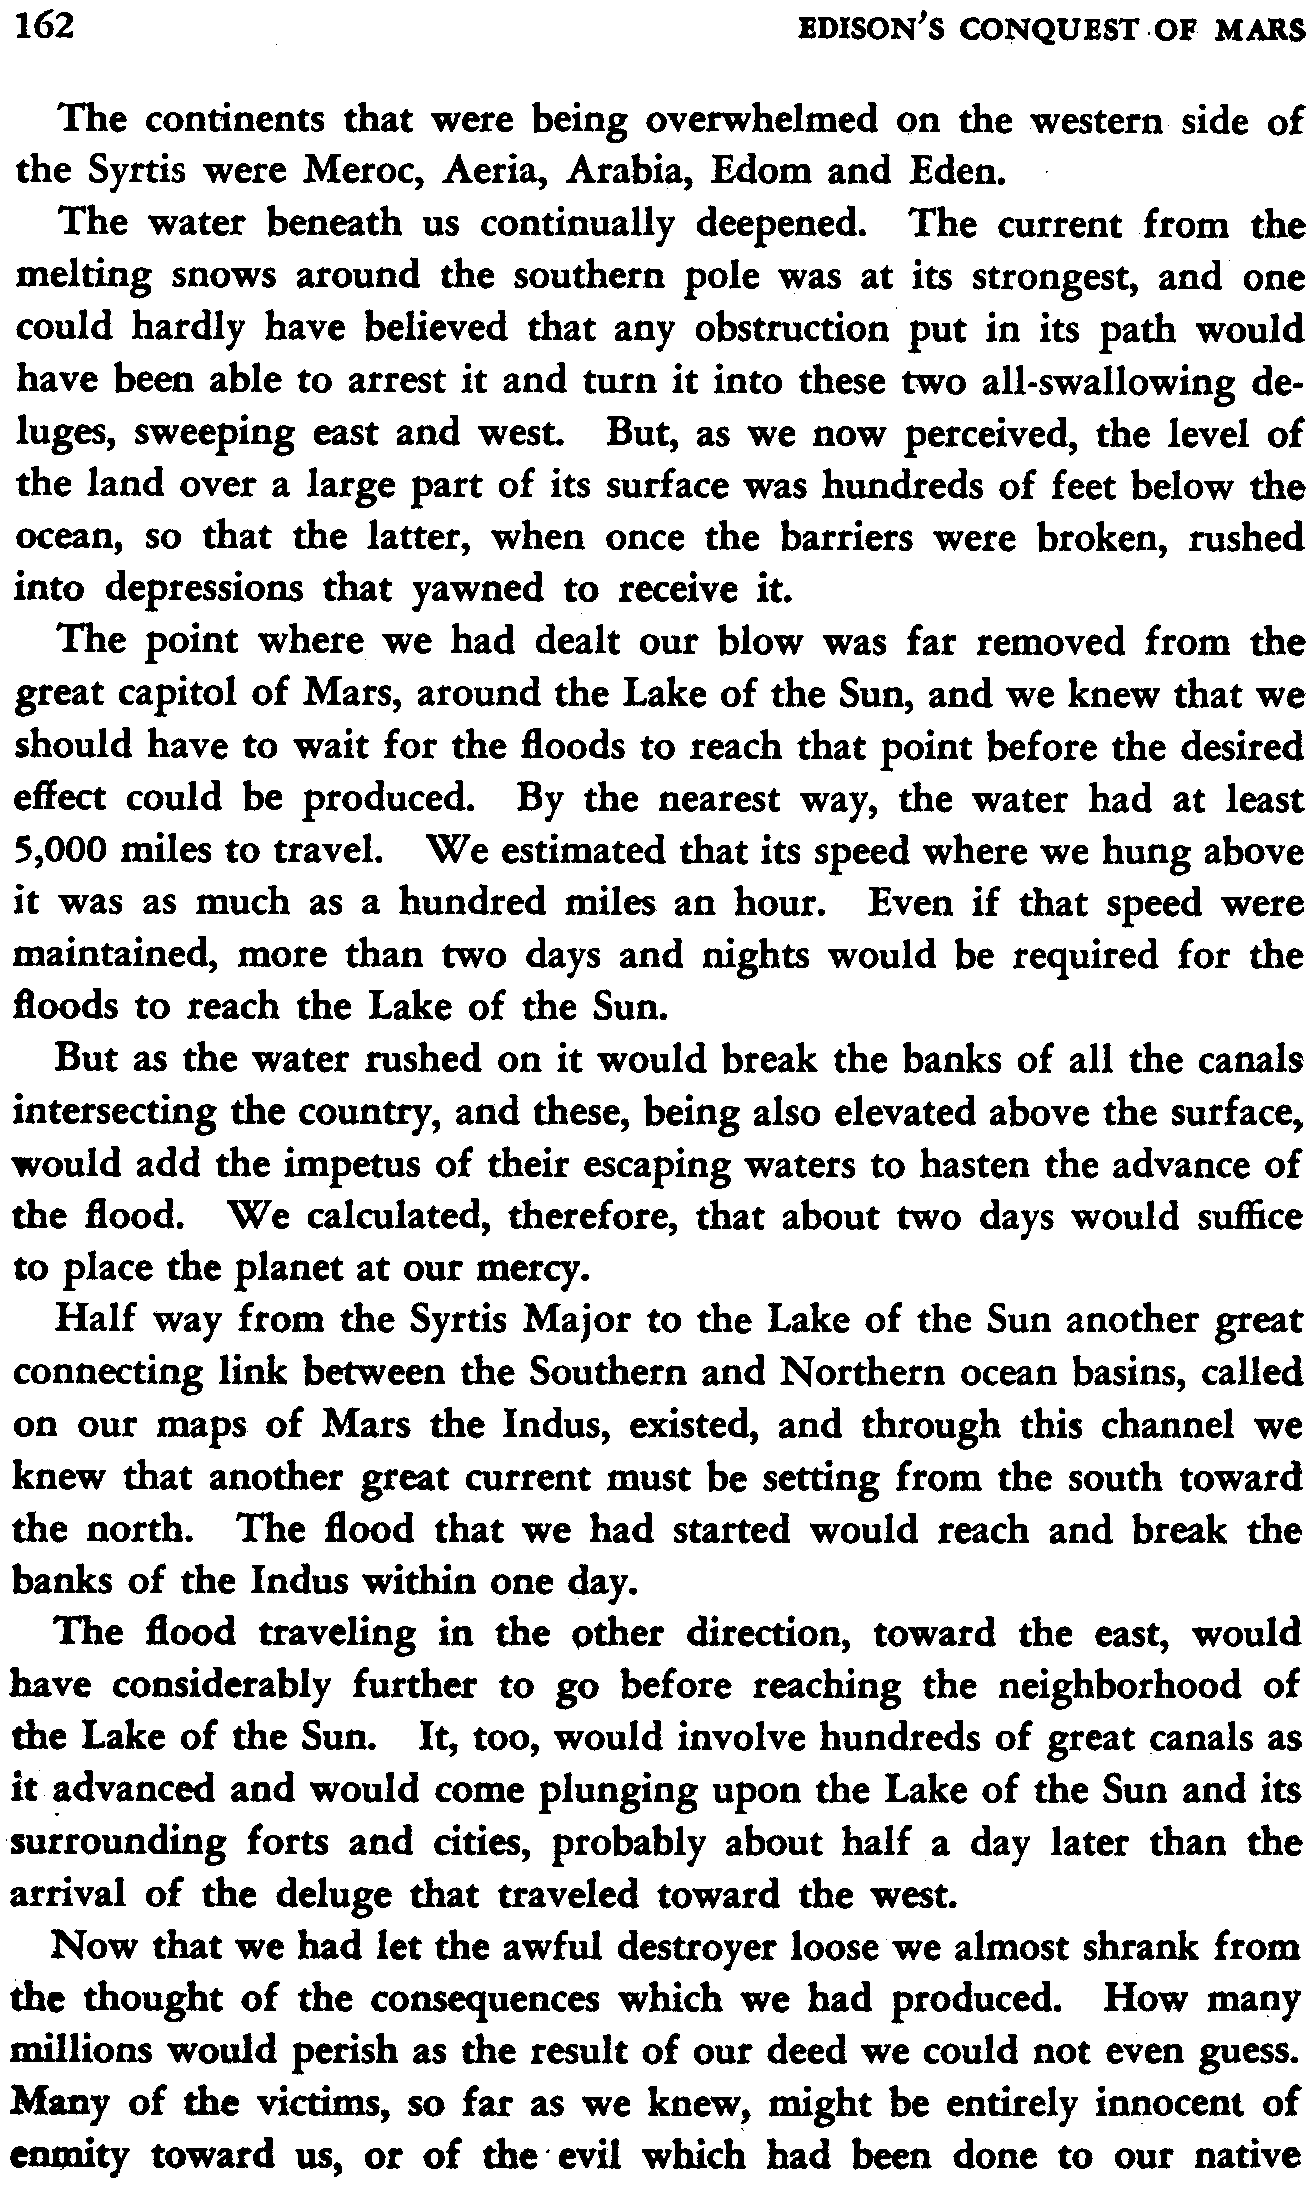 162 EDISON'S CONQUEST OF MARS
The continents that were being overwhelmed on the western side of
the Syrtis were Meroc, Aeria, Arabia, Edom and Eden.
The water beneath us continually deepened. The current from the
melting snows around the southern pole was at its strongest, and one
could hardly have believed that any obstruction put in its path would
have been able to arrest it and turn it into these two all-swallowing de-
luges, sweeping east and west. But, as we now perceived, the level of
the land over a large part of its surface was hundreds of feet below the
ocean, so that the latter, when once the barriers were broken, rushed
into depressions that yawned to receive it.
The point where we had dealt our blow was far removed from the
great capitol of Mars, around the Lake of the Sun, and we knew that we
should have to wait for the floods to reach that point before the desired
effect could be produced. By the nearest way, the water had at least
5,000 miles to travel. We estimated that its speed where we hung above
it was as much as a hundred miles an hour. Even if that speed were
maintained, more than two days and nights would be required for the
floods to reach the Lake of the Sun.
But as the water rushed on it would break the banks of all the canals
intersecting the country, and these, being also elevated above the surface,
would add the impetus of their escaping waters to hasten the advance of
the flood. We calculated, therefore, that about two days would suffice
to place the planet at our mercy.
Half way from the Syrtis Major to the Lake of the Sun another great
connecting link between the Southern and Northern ocean basins, called
on our maps of Mars the Indus, existed, and through this channel we
knew that another great current must be setting from the south toward
the north. The flood that we had started would reach and break the
banks of the Indus within one day.
The flood traveling in the other direction, toward the east, would
have considerably further to go before reaching the neighborhood of
the Lake of the Sun. It, too, would involve hundreds of great canals as
it advanced and would come plunging upon the Lake of the Sun and its
surrounding forts and cities, probably about half a day later than the
arrival of the deluge that traveled toward the west.
Now that we had let the awful destroyer loose we almost shrank from
the thought of the consequences which we had produced. How many
millions would perish as the result of our deed we could not even guess.
Many of the victims, so far as we knew, might be entirely innocent of
enmity toward us, or of the evil which had been done to our native